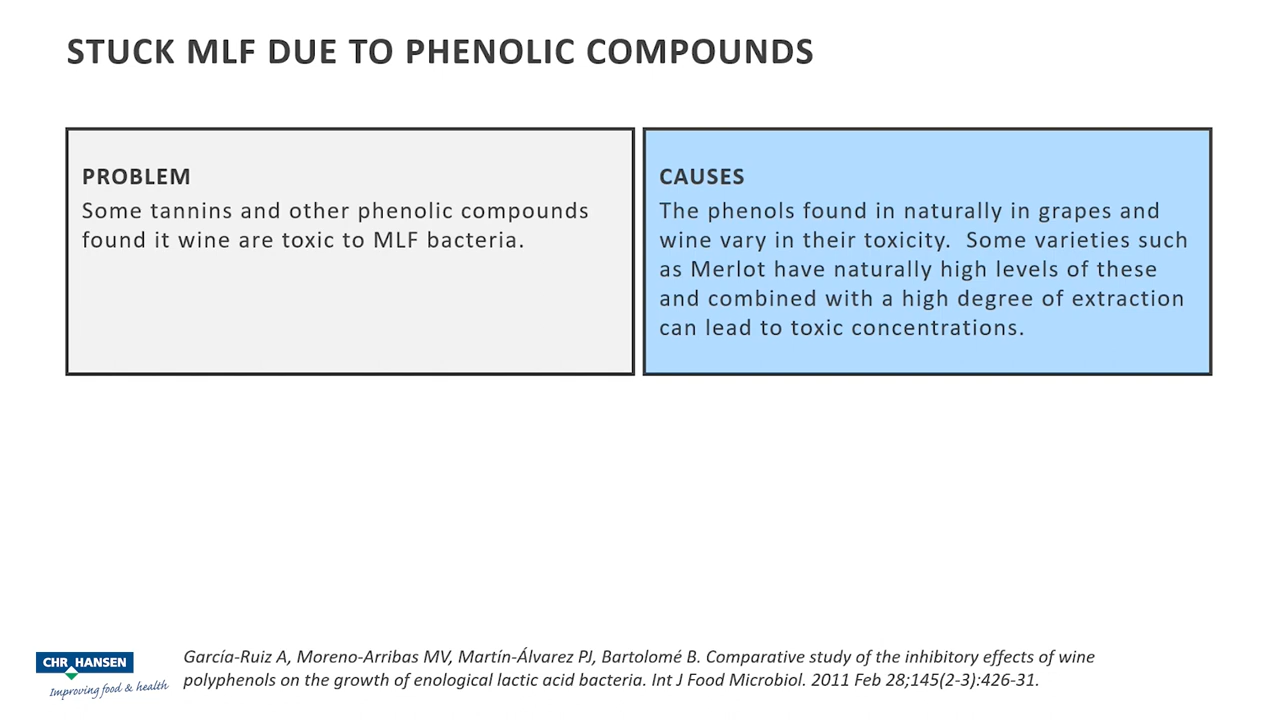 STUCK MLF DUE TO PHENOLIC COMPOUNDS
PROBLEM
Some tannins and other phenolic compounds
found it wine are toxic to MLF bacteria.
CAUSES
The phenols found in naturally in grapes and
wine vary in their toxicity.  Some varieties such
as Merlot have naturally high levels of these
and combined with a high degree of extraction
can lead to toxic concentrations.
CHR HANSEN
Improving food & health
García-Ruiz A, Moreno-Arribas MV, Martín-Álvarez PJ, Bartolomé B. Comparative study of the inhibitory effects of wine
polyphenols on the growth of enological lactic acid bacteria. Int J Food Microbiol. 2011 Feb 28;145(2-3):426-31.